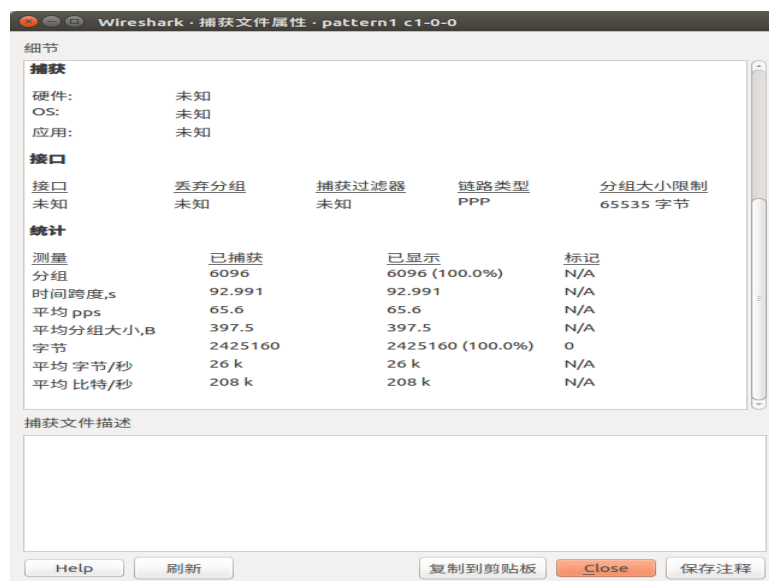 Wireshark · 捕获文件属性 · pattern1 c1-0-0
细节
捕获
硬件: 未知
OS: 未知
应用: 未知
接口
接口 丢弃分组 捕获过滤器 链路类型 分组大小限制
未知 未知 未知 PPP 65535 字节
统计
测量 已捕获 已显示 标记
分组 6096 6096 (100.0%) N/A
时间跨度,s 92.991 92.991 N/A
平均 pps 65.6 65.6 N/A
平均分组大小,B 397.5 397.5 N/A
字节 2425160 2425160 (100.0%) 0
平均 字节/秒 26 k 26 k N/A
平均 比特/秒 208 k 208 k N/A
捕获文件描述
Help 刷新 复制到剪贴板 Close 保存注释